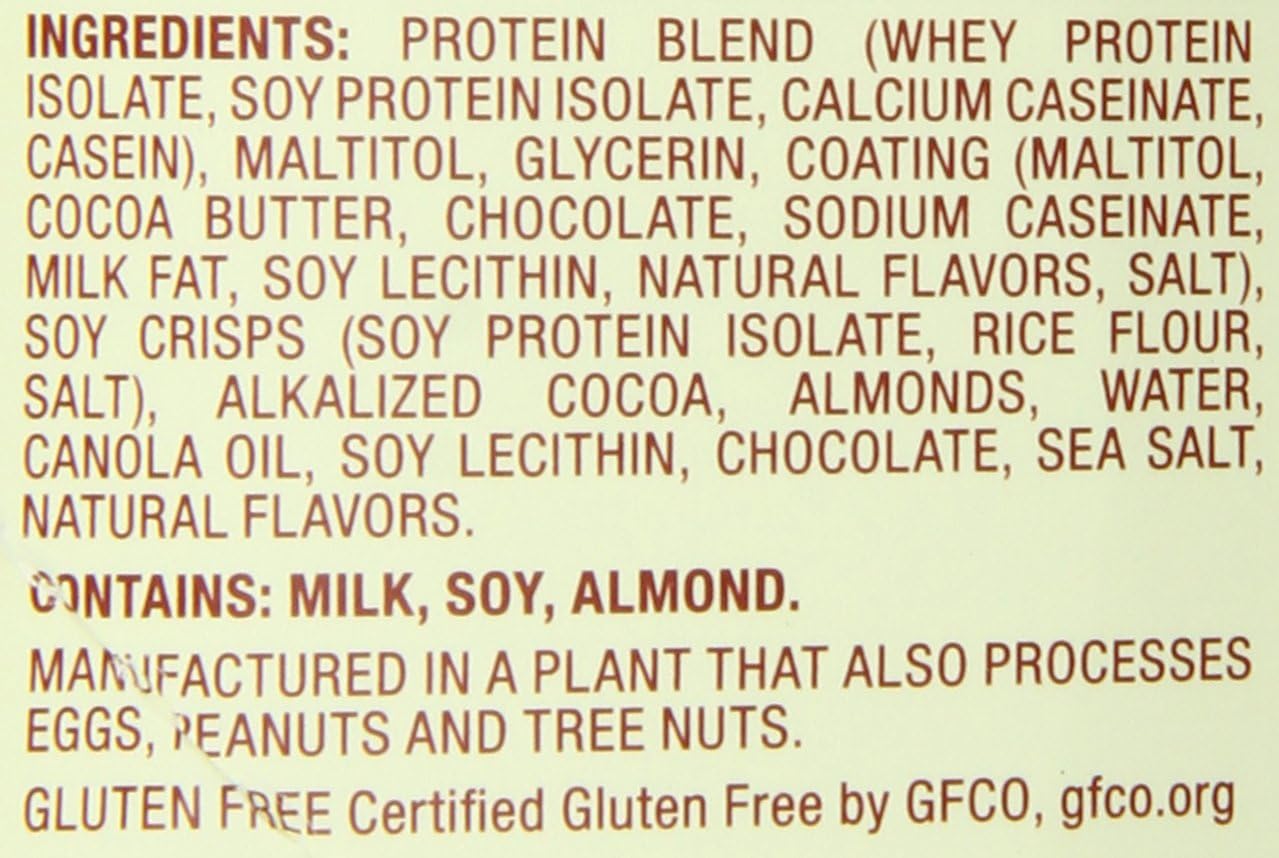 INGREDIENTS: PROTEIN BLEND (WHEY PROTEIN
ISOLATE, SOY PROTEIN ISOLATE, CALCIUM CASEINATE,
CASEIN), MALTITOL, GLYCERIN, COATING (MALTITOL,
COCOA BUTTER, CHOCOLATE, SODIUM CASEINATE,
MILK FAT, SOY LECITHIN, NATURAL FLAVORS, SALT),
SOY CRISPS (SOY PROTEIN ISOLATE, RICE FLOUR,
SALT), ALKALIZED COCOA, ALMONDS, WATER,
CANOLA OIL, SOY LECITHIN, CHOCOLATE, SEA SALT,
NATURAL FLAVORS.
CONTAINS: MILK, SOY, ALMOND.
MANUFACTURED IN A PLANT THAT ALSO PROCESSES
EGGS, PEANUTS AND TREE NUTS.
GLUTEN FREE Certified Gluten Free by GFCO, gfco.org